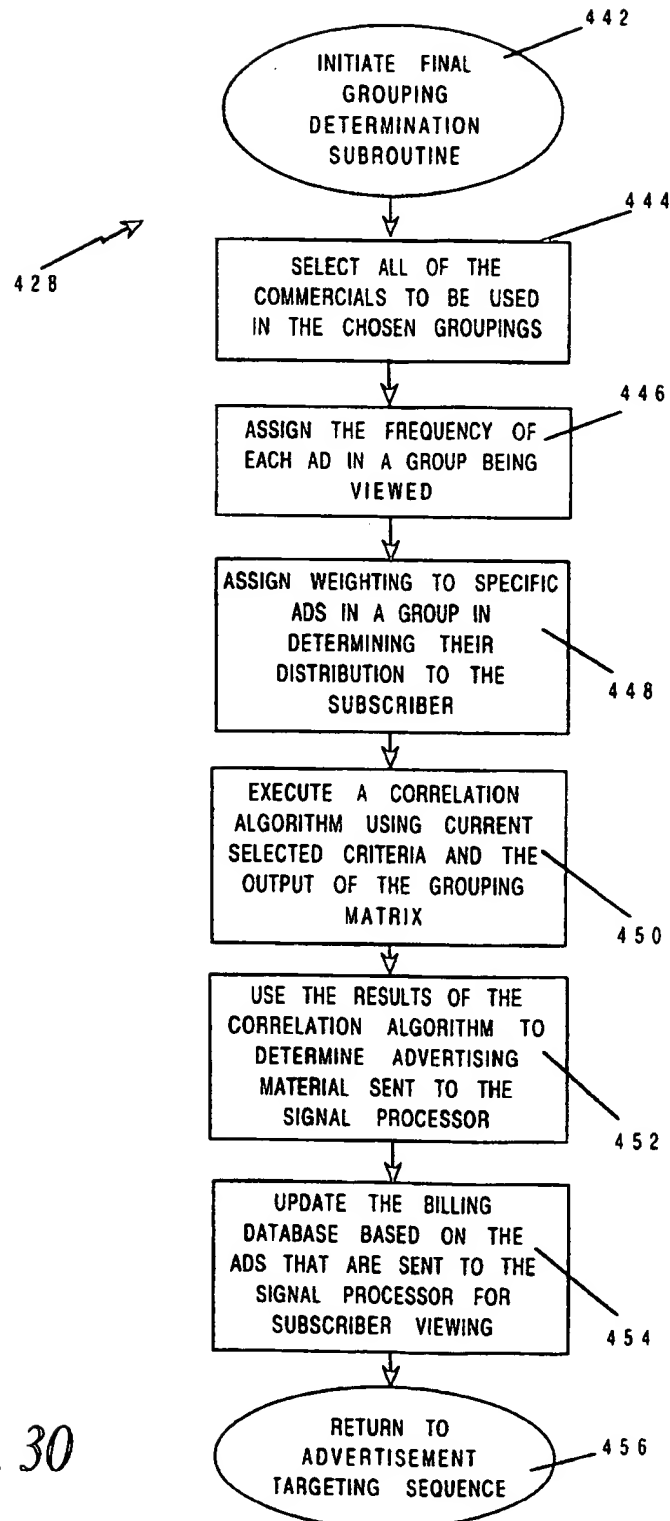 442
INITIATE FINAL
GROUPING
DETERMINATION
SUBROUTINE
428
444
SELECT ALL OF THE
COMMERCIALS TO BE USED
IN THE CHOSEN GROUPINGS
446
ASSIGN THE FREQUENCY OF
EACH AD IN A GROUP BEING
VIEWED
ASSIGN WEIGHTING TO SPECIFIC
ADS IN A GROUP IN
DETERMINING THEIR
DISTRIBUTION TO THE
SUBSCRIBER
448
EXECUTE A CORRELATION
ALGORITHM USING CURRENT
SELECTED CRITERIA AND THE
OUTPUT OF THE GROUPING
MATRIX
450
USE THE RESULTS OF THE
CORRELATION ALGORITHM TO
DETERMINE ADVERTISING
MATERIAL SENT TO THE
SIGNAL PROCESSOR
452
UPDATE THE BILLING
DATABASE BASED ON THE
ADS THAT ARE SENT TO THE
SIGNAL PROCESSOR FOR
SUBSCRIBER VIEWING
454
. 30
RETURN TO
ADVERTISEMENT
TARGETING SEQUENCE
456